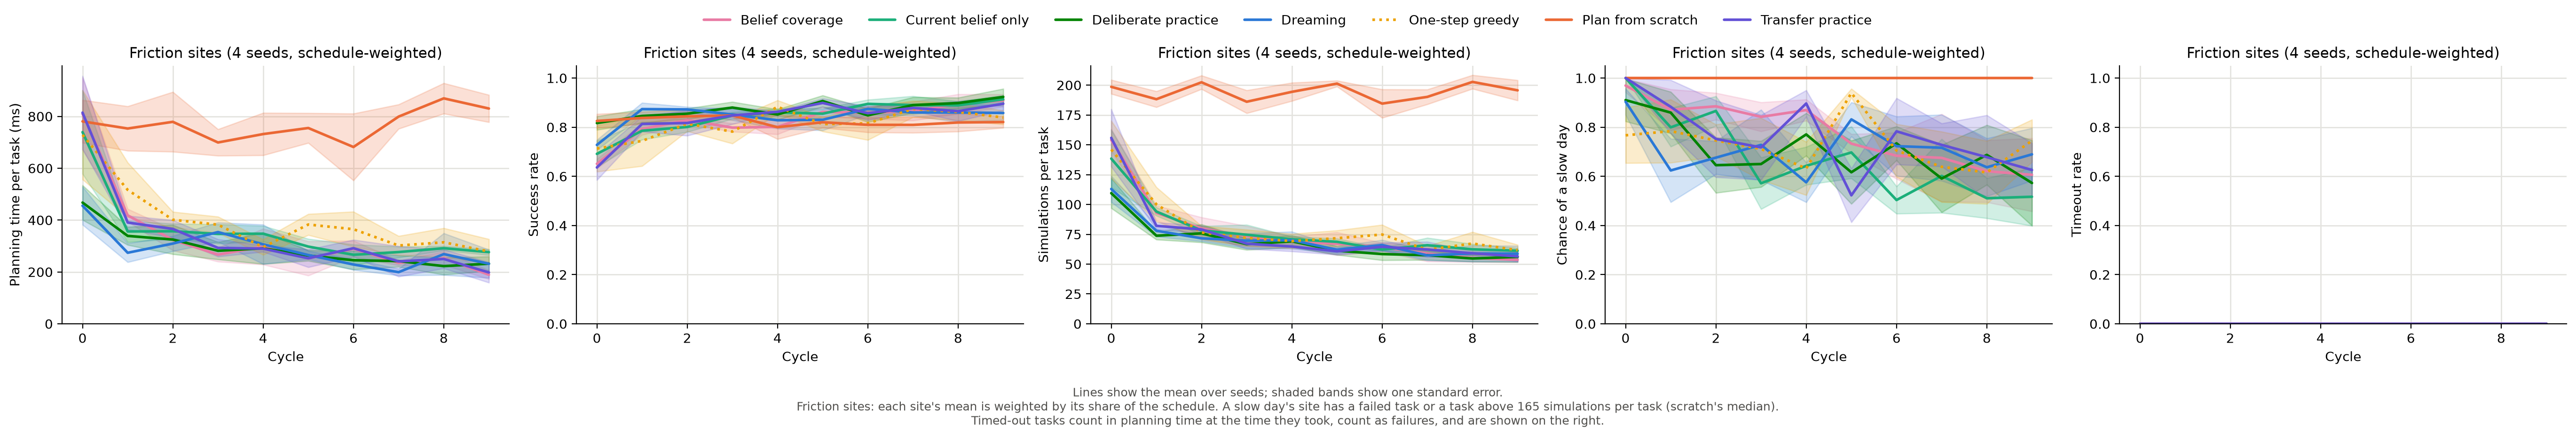 Belief coverage
Current belief only
Deliberate practice
Dreaming
One-step greedy
Plan from scratch
Transfer practice
Friction sites (4 seeds, schedule-weighted)
Planning time per task (ms)
800
600
400
200
0
0 2 4 6 8
Cycle
Friction sites (4 seeds, schedule-weighted)
Success rate
1.0
0.8
0.6
0.4
0.2
0.0
0 2 4 6 8
Cycle
Friction sites (4 seeds, schedule-weighted)
Simulations per task
200
175
150
125
100
75
50
25
0
0 2 4 6 8
Cycle
Friction sites (4 seeds, schedule-weighted)
Chance of a slow day
1.0
0.8
0.6
0.4
0.2
0.0
0 2 4 6 8
Cycle
Friction sites (4 seeds, schedule-weighted)
Timeout rate
1.0
0.8
0.6
0.4
0.2
0.0
0 2 4 6 8
Cycle
Lines show the mean over seeds; shaded bands show one standard error.
Friction sites: each site's mean is weighted by its share of the schedule. A slow day's site has a failed task or a task above 165 simulations per task (scratch's median).
Timed-out tasks count in planning time at the time they took, count as failures, and are shown on the right.